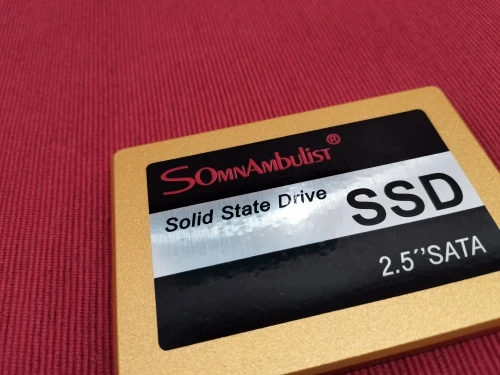 SOmnAmbulist®
Solid State Drive
SSD
2.5´´SATA